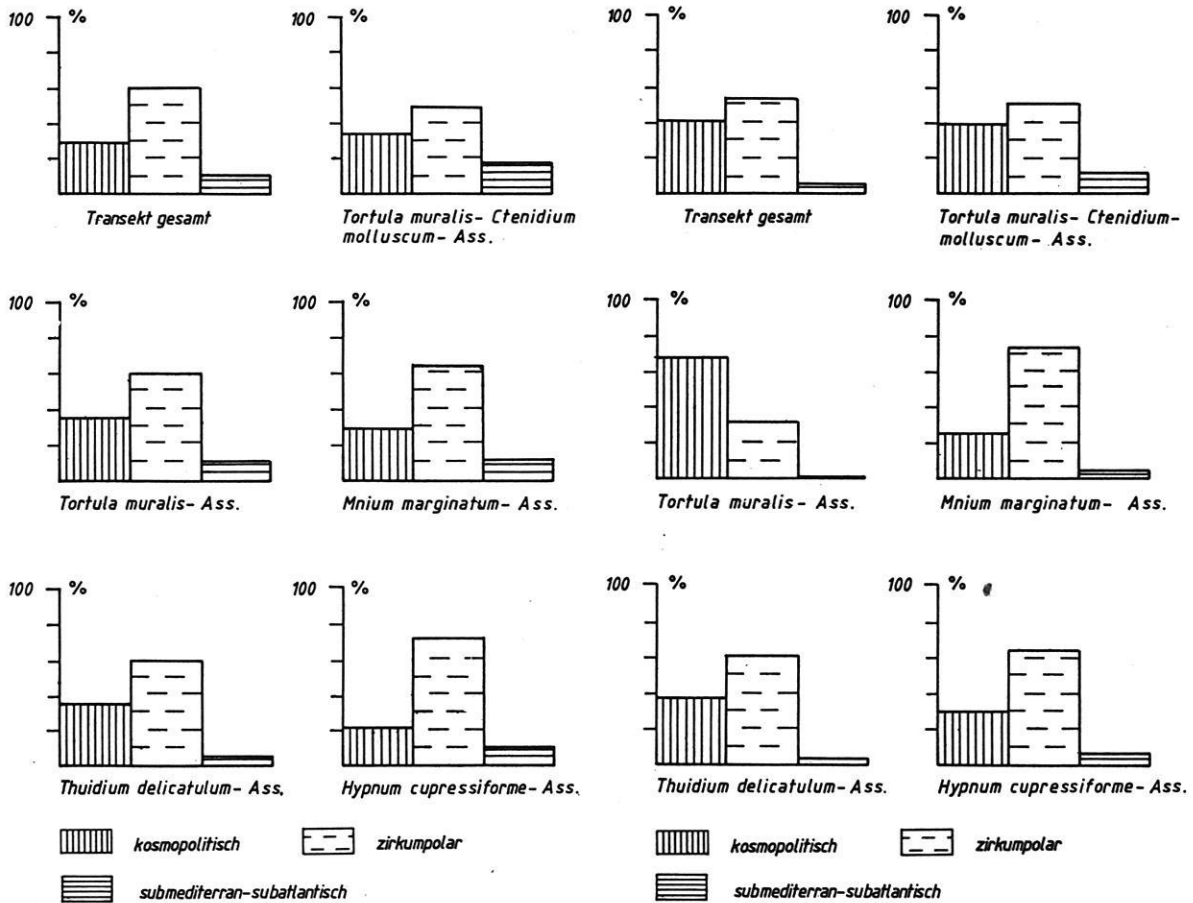 100 %
100 %
Transekt gesamt
Tortula muralis- Ctenidium
molluscum- Ass.
100 %
100 %
Tortula muralis- Ass.
Mnium marginatum- Ass.
100 %
100 %
Thuidium delicatulum- Ass.
Hypnum cupressiforme- Ass.
kosmopolitisch
zirkumpolar
submediterran-subatlantisch
100 %
100 %
Transekt gesamt
Tortula muralis- Ctenidium-
molluscum- Ass.
100 %
100 %
Tortula muralis- Ass.
Mnium marginatum- Ass.
100 %
100 %
Thuidium delicatulum- Ass.
Hypnum cupressiforme- Ass.
kosmopolitisch
zirkumpolar
submediterran-subatlantisch